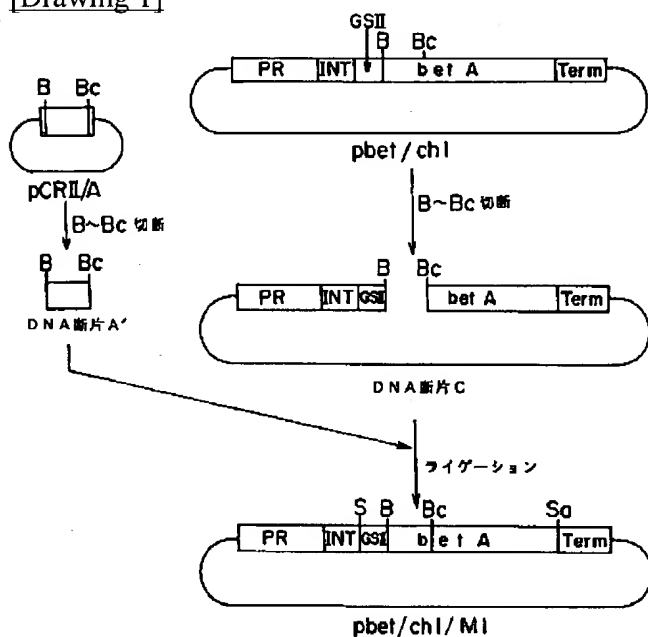 [Drawing 1]
GSII
B Bc
PR INT bet A Term
pbet/chl
B Bc
pCRII/A
B~Bc 切断
B~Bc 切断
B Bc
DNA断片A'
B Bc
PR INT GSII bet A Term
DNA断片C
ライゲーション
S B Bc Sa
PR INT GSII bet A Term
pbet/chl/M1